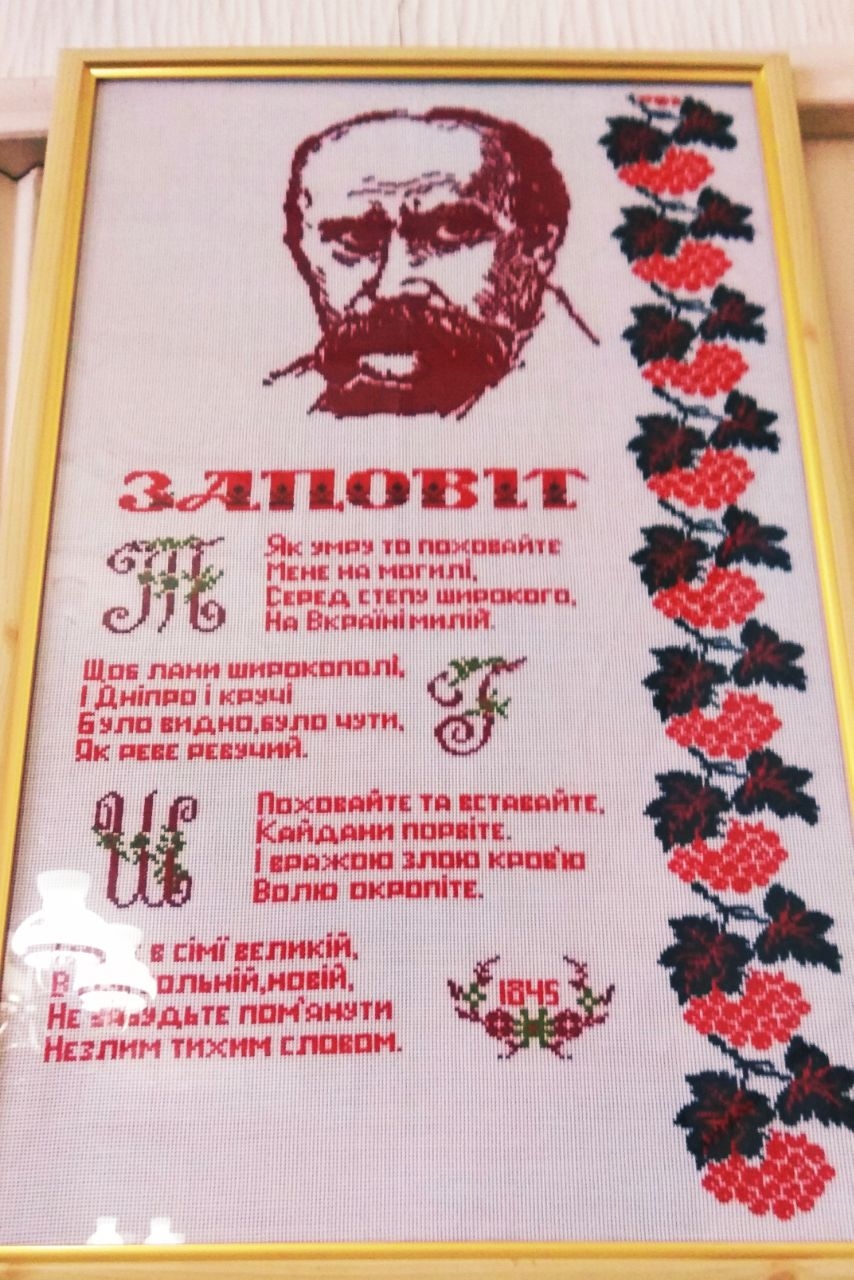 ЗАПОВІТ
Т
Як умру то поховайте
Мене на могилі,
Серед степу широкого,
На Вкраїні милій.
Щоб лани широкополі,
І Дніпро і кручі
Було видно,було чути,
Як реве ревучий.
Г
Ш
Поховайте та вставайте,
Кайдани порвіте.
І вражою злою кров'ю
Волю окропіте.
в сімї великій,
В новій,
Не забудьте пом'янути
Незлим тихим словом.
1845